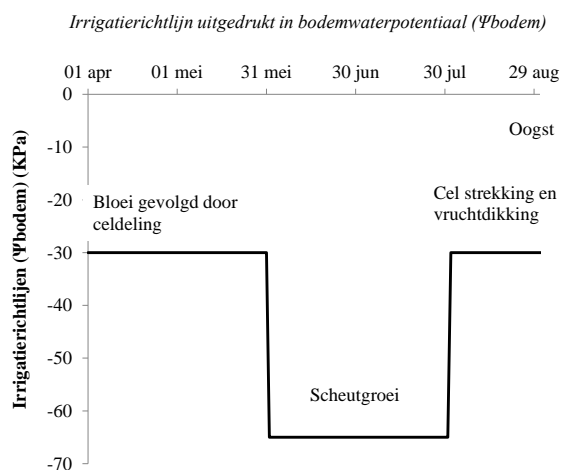 Irrigatierichtlijn uitgedrukt in bodemwaterpotentiaal (Ψbodem)
01 apr 01 mei 31 mei 30 jun 30 jul 29 aug
0
-10
-20
-30
-40
-50
-60
-70
Irrigatierichtlijen (Ψbodem) (KPa)
Oogst
Bloei gevolgd door
celdeling
Cel strekking en
vruchtdikking
Scheutgroei